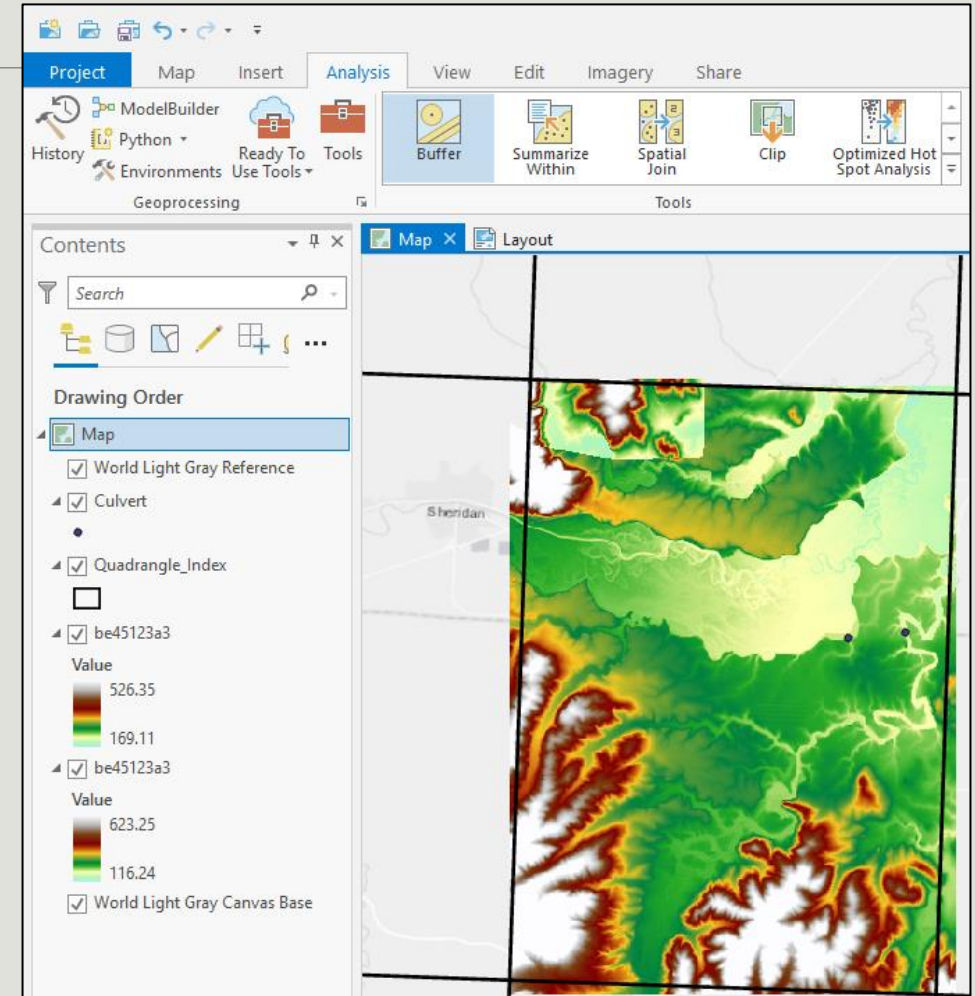 Project Map Insert Analysis View Edit Imagery Share
History
ModelBuilder
Python
Environments
Ready To
Use Tools
Tools
Geoprocessing
Buffer
Summarize
Within
Spatial
Join
Clip
Optimized Hot
Spot Analysis
Tools
Contents
Search
Drawing Order
Map
World Light Gray Reference
Culvert
Quadrangle_Index
be45123a3
Value
526.35
169.11
be45123a3
Value
623.25
116.24
World Light Gray Canvas Base
Map Layout
Sheridan